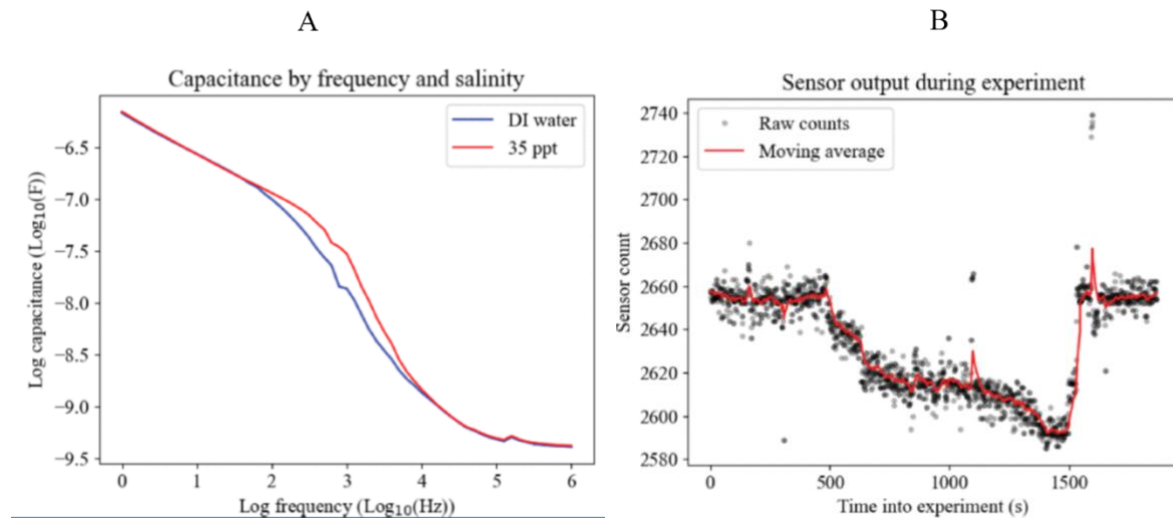 A
Capacitance by frequency and salinity
DI water
35 ppt
Log capacitance (Log₁₀(F))
−6.5
−7.0
−7.5
−8.0
−8.5
−9.0
−9.5
0 1 2 3 4 5 6
Log frequency (Log₁₀(Hz))
B
Sensor output during experiment
Raw counts
Moving average
Sensor count
2740
2720
2700
2680
2660
2640
2620
2600
2580
0 500 1000 1500
Time into experiment (s)